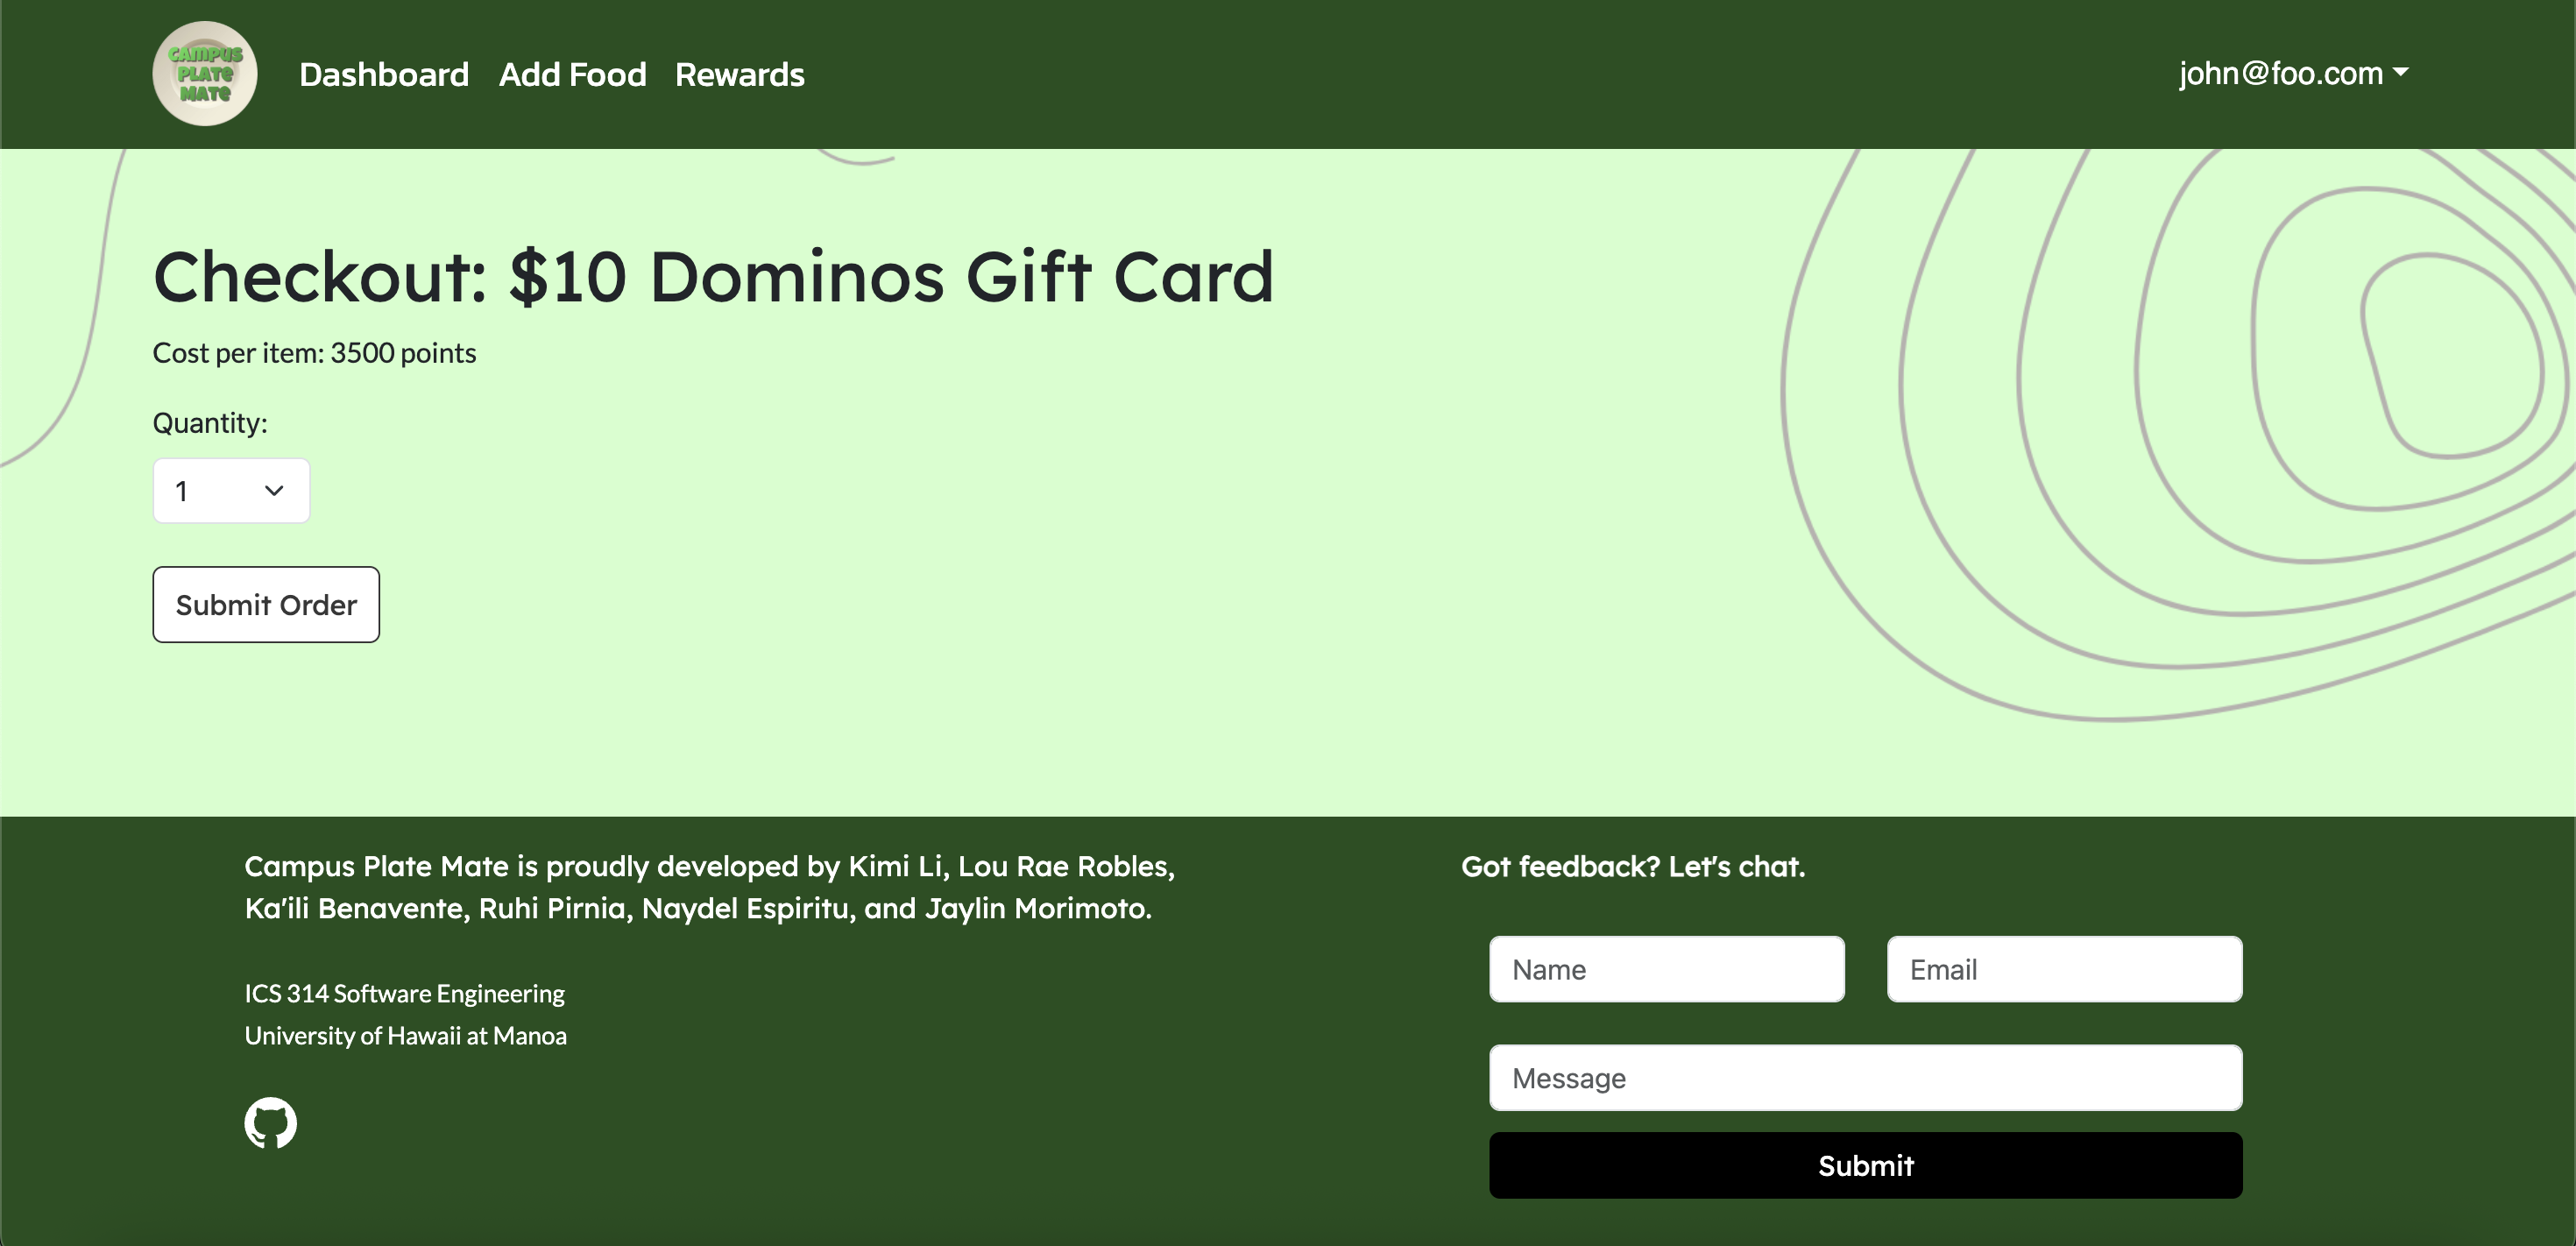 CAMPUS
PLATE
MATE
Dashboard Add Food Rewards
john@foo.com
Checkout: $10 Dominos Gift Card
Cost per item: 3500 points
Quantity:
1
Submit Order
Campus Plate Mate is proudly developed by Kimi Li, Lou Rae Robles,
Ka'ili Benavente, Ruhi Pirnia, Naydel Espiritu, and Jaylin Morimoto.
ICS 314 Software Engineering
University of Hawaii at Manoa
Got feedback? Let's chat.
Name Email
Message
Submit